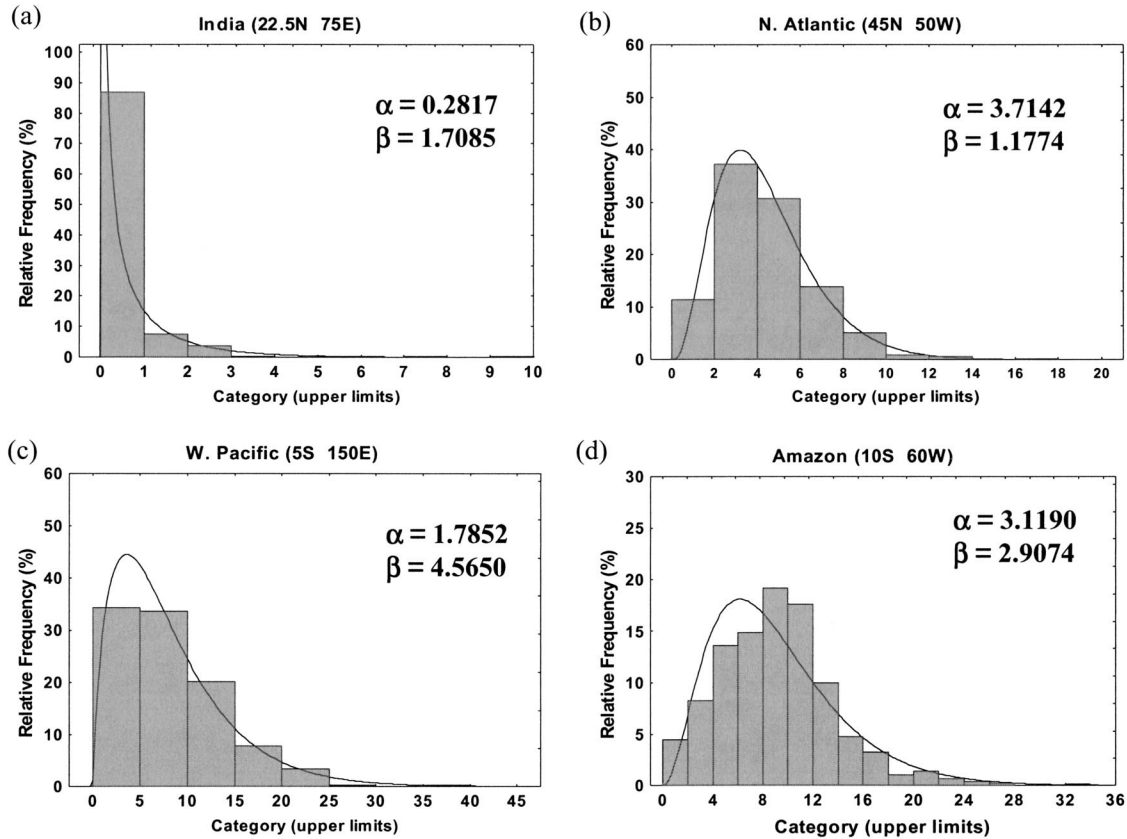 (a)
India (22.5N 75E)
α = 0.2817
β = 1.7085
Relative Frequency (%)
100
90
80
70
60
50
40
30
20
10
0
0 1 2 3 4 5 6 7 8 9 10
Category (upper limits)
(b)
N. Atlantic (45N 50W)
α = 3.7142
β = 1.1774
Relative Frequency (%)
60
50
40
30
20
10
0
0 2 4 6 8 10 12 14 16 18 20
Category (upper limits)
(c)
W. Pacific (5S 150E)
α = 1.7852
β = 4.5650
Relative Frequency (%)
60
50
40
30
20
10
0
0 5 10 15 20 25 30 35 40 45
Category (upper limits)
(d)
Amazon (10S 60W)
α = 3.1190
β = 2.9074
Relative Frequency (%)
30
25
20
15
10
5
0
0 4 8 12 16 20 24 28 32 36
Category (upper limits)